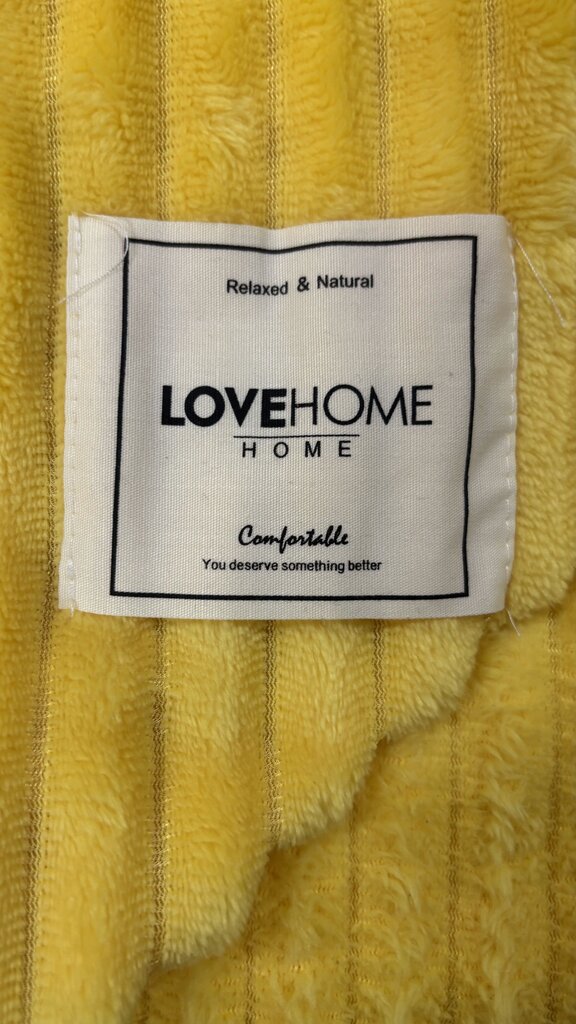 Relaxed & Natural
LOVEHOME
HOME
Comfortable
You deserve something better